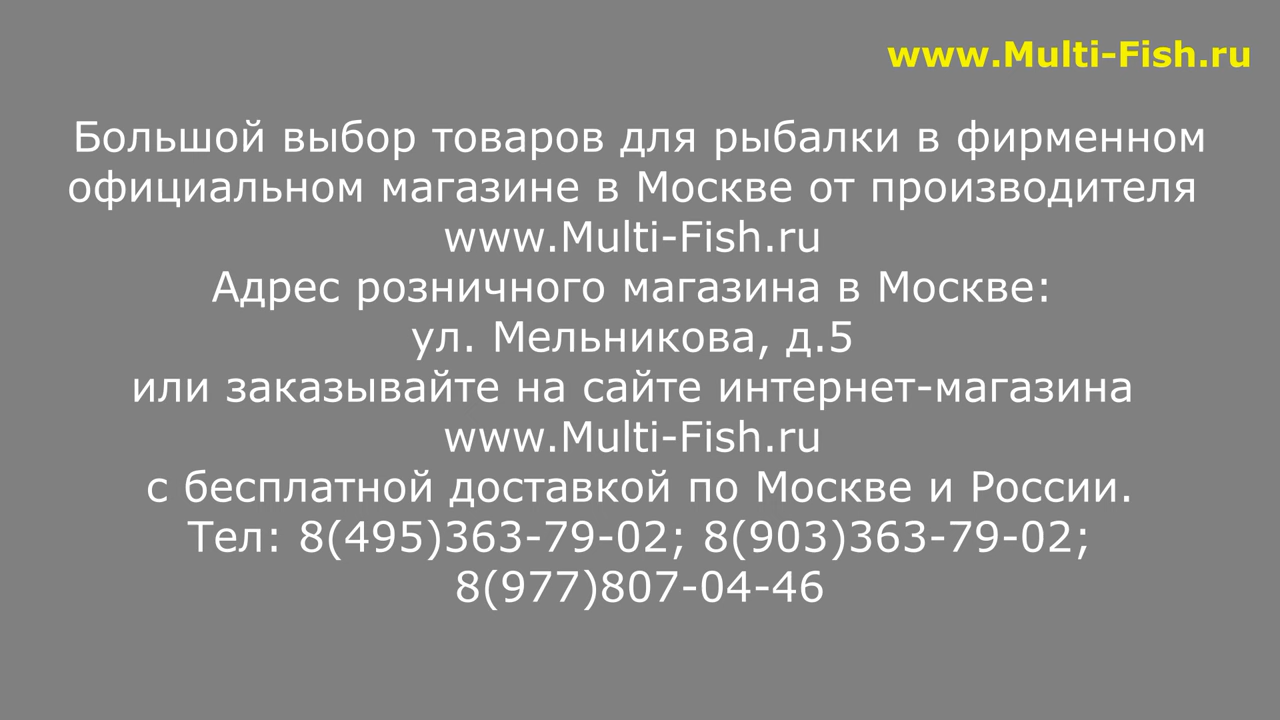 www.Multi-Fish.ru
Большой выбор товаров для рыбалки в фирменном
официальном магазине в Москве от производителя
www.Multi-Fish.ru
Адрес розничного магазина в Москве:
ул. Мельникова, д.5
или заказывайте на сайте интернет-магазина
www.Multi-Fish.ru
с бесплатной доставкой по Москве и России.
Тел: 8(495)363-79-02; 8(903)363-79-02;
8(977)807-04-46